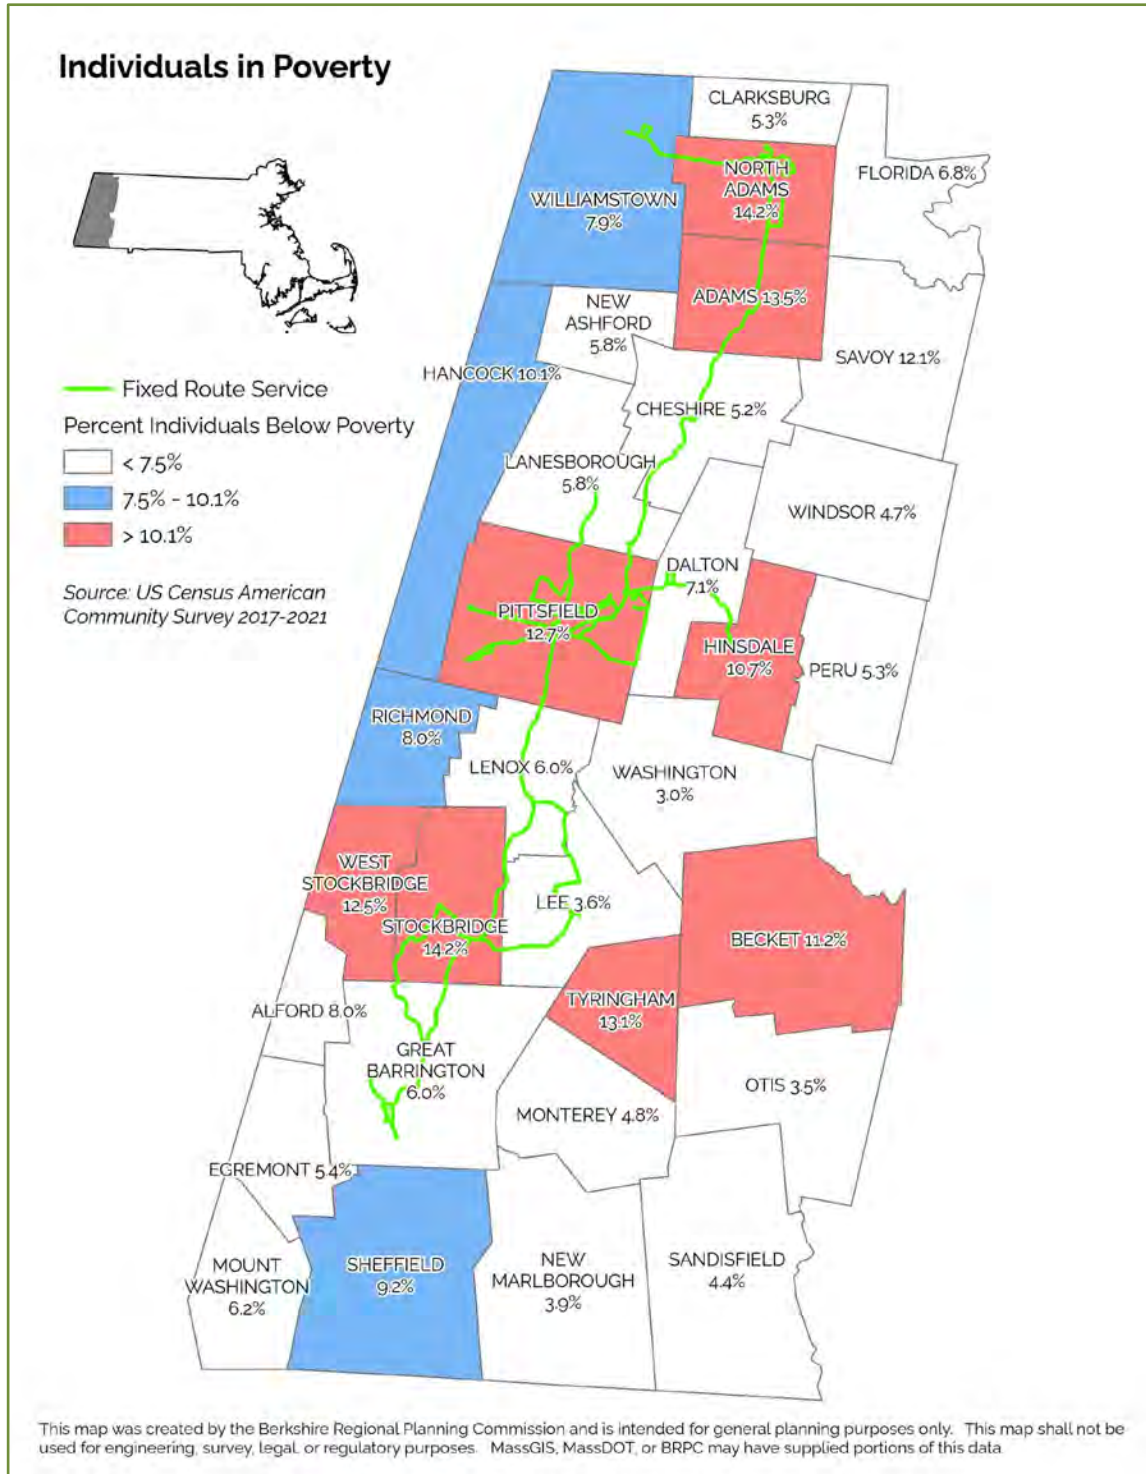 Individuals in Poverty
CLARKSBURG
5.3%
FLORIDA 6.8%
NORTH
ADAMS
14.2%
WILLIAMSTOWN
7.9%
ADAMS 13.5%
NEW
ASHFORD
5.8%
SAVOY 12.1%
HANCOCK 10.1%
CHESHIRE 5.2%
Fixed Route Service
Percent Individuals Below Poverty
< 7.5%
7.5% - 10.1%
> 10.1%
Source: US Census American
Community Survey 2017-2021
LANESBOROUGH
5.8%
WINDSOR 4.7%
DALTON
7.1%
PITTSFIELD
12.7%
HINSDALE
10.7%
PERU 5.3%
RICHMOND
8.0%
LENOX 6.0%
WASHINGTON
3.0%
WEST
STOCKBRIDGE
12.5%
LEE 3.6%
STOCKBRIDGE
14.2%
BECKET 11.2%
TYRINGHAM
13.1%
ALFORD 8.0%
GREAT
BARRINGTON
6.0%
OTIS 3.5%
MONTEREY 4.8%
EGREMONT 5.4%
MOUNT
WASHINGTON
6.2%
SHEFFIELD
9.2%
NEW
MARLBOROUGH
3.9%
SANDISFIELD
4.4%
This map was created by the Berkshire Regional Planning Commission and is intended for general planning purposes only. This map shall not be
used for engineering, survey, legal, or regulatory purposes. MassGIS, MassDOT, or BRPC may have supplied portions of this data